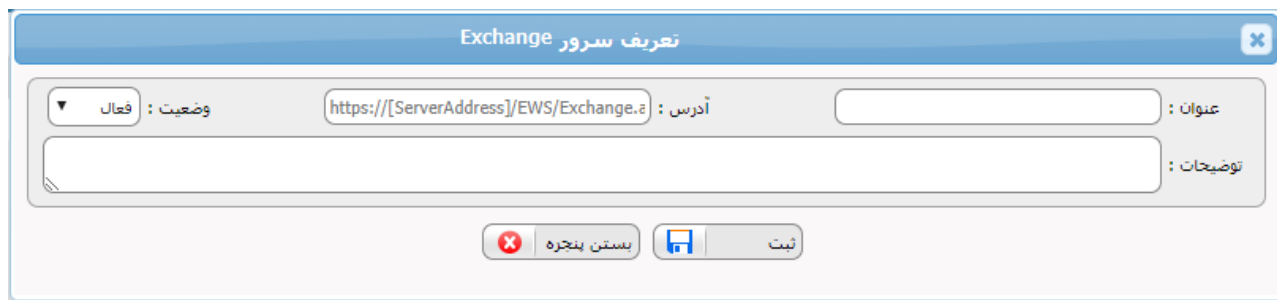 تعریف سرور Exchange
عنوان :
آدرس : https://[ServerAddress]/EWS/Exchange.a
وضعیت : فعال
توضیحات :
ثبت
بستن پنجره